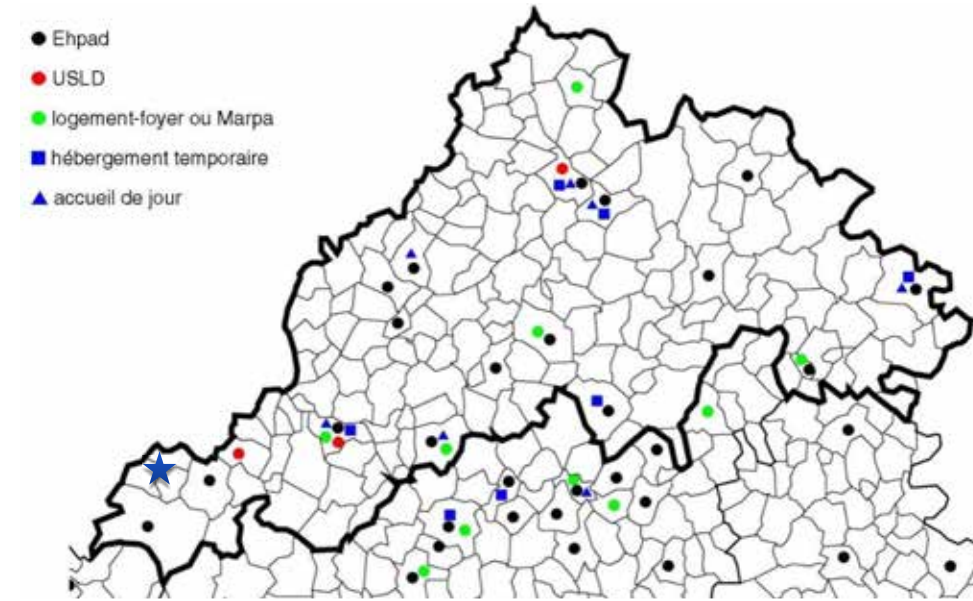 Ehpad
USLD
logement-foyer ou Marpa
hébergement temporaire
accueil de jour